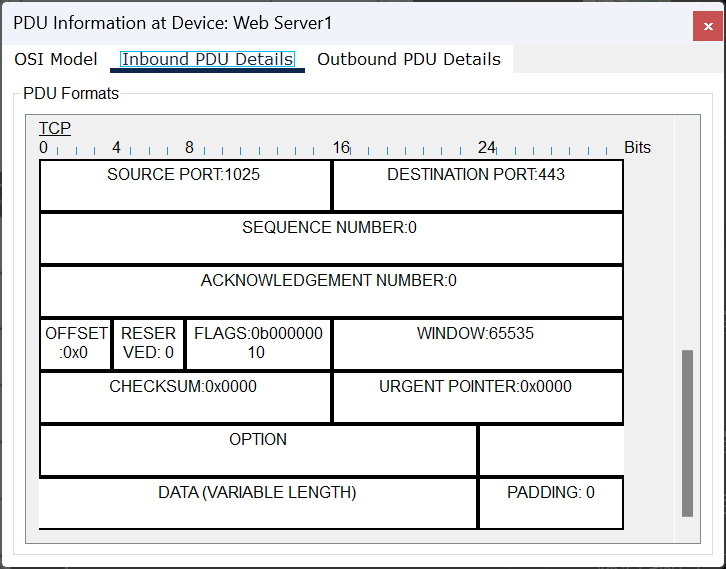 PDU Information at Device: Web Server1
×
OSI Model Inbound PDU Details Outbound PDU Details
PDU Formats
TCP
0 4 8 16 24 Bits
SOURCE PORT:1025 DESTINATION PORT:443
SEQUENCE NUMBER:0
ACKNOWLEDGEMENT NUMBER:0
OFFSET
:0x0
RESER
VED: 0
FLAGS:0b000000
10
WINDOW:65535
CHECKSUM:0x0000 URGENT POINTER:0x0000
OPTION
DATA (VARIABLE LENGTH) PADDING: 0